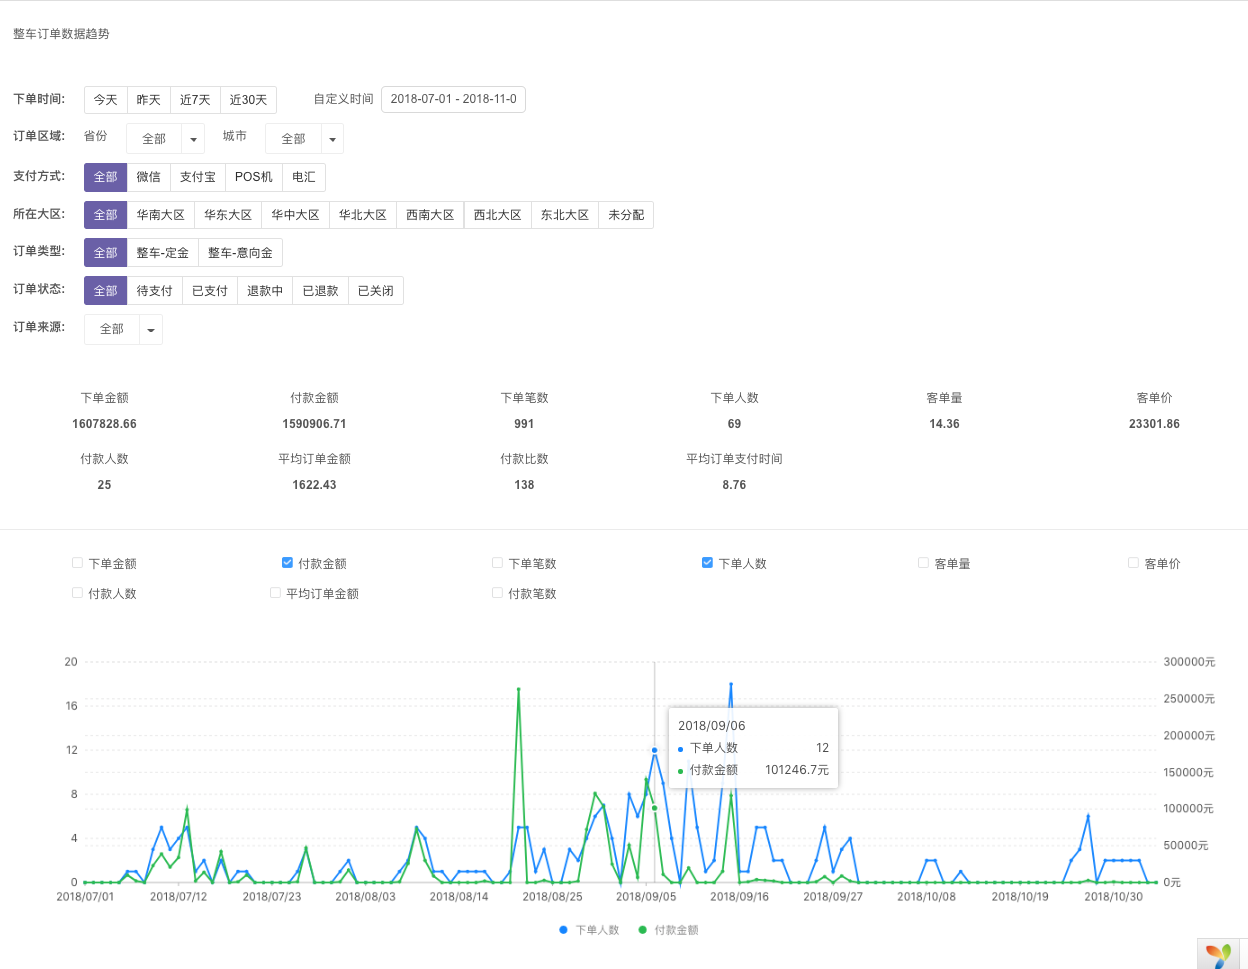 整车订单数据趋势
下单时间: 今天 昨天 近7天 近30天 自定义时间 2018-07-01 - 2018-11-0
订单区域: 省份 全部 城市 全部
支付方式: 全部 微信 支付宝 POS机 电汇
所在大区: 全部 华南大区 华东大区 华中大区 华北大区 西南大区 西北大区 东北大区 未分配
订单类型: 全部 整车-定金 整车-意向金
订单状态: 全部 待支付 已支付 退款中 已退款 已关闭
订单来源: 全部
下单金额 付款金额 下单笔数 下单人数 客单量 客单价
1607828.66 1590906.71 991 69 14.36 23301.86
付款人数 平均订单金额 付款比数 平均订单支付时间
25 1622.43 138 8.76
下单金额 付款金额 下单笔数 下单人数 客单量 客单价
付款人数 平均订单金额 付款笔数
20 300000元
16 250000元
200000元
12 150000元
8 100000元
4 50000元
0 0元
2018/09/06
下单人数 12
付款金额 101246.7元
2018/07/01 2018/07/12 2018/07/23 2018/08/03 2018/08/14 2018/08/25 2018/09/05 2018/09/16 2018/09/27 2018/10/08 2018/10/19 2018/10/30
下单人数 付款金额